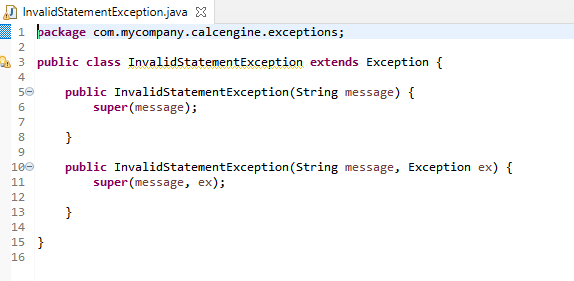 InvalidStatementException.java
1 package com.mycompany.calcengine.exceptions;
2
3 public class InvalidStatementException extends Exception {
4
5 public InvalidStatementException(String message) {
6 super(message);
7
8 }
9
10 public InvalidStatementException(String message, Exception ex) {
11 super(message, ex);
12
13 }
14
15 }
16